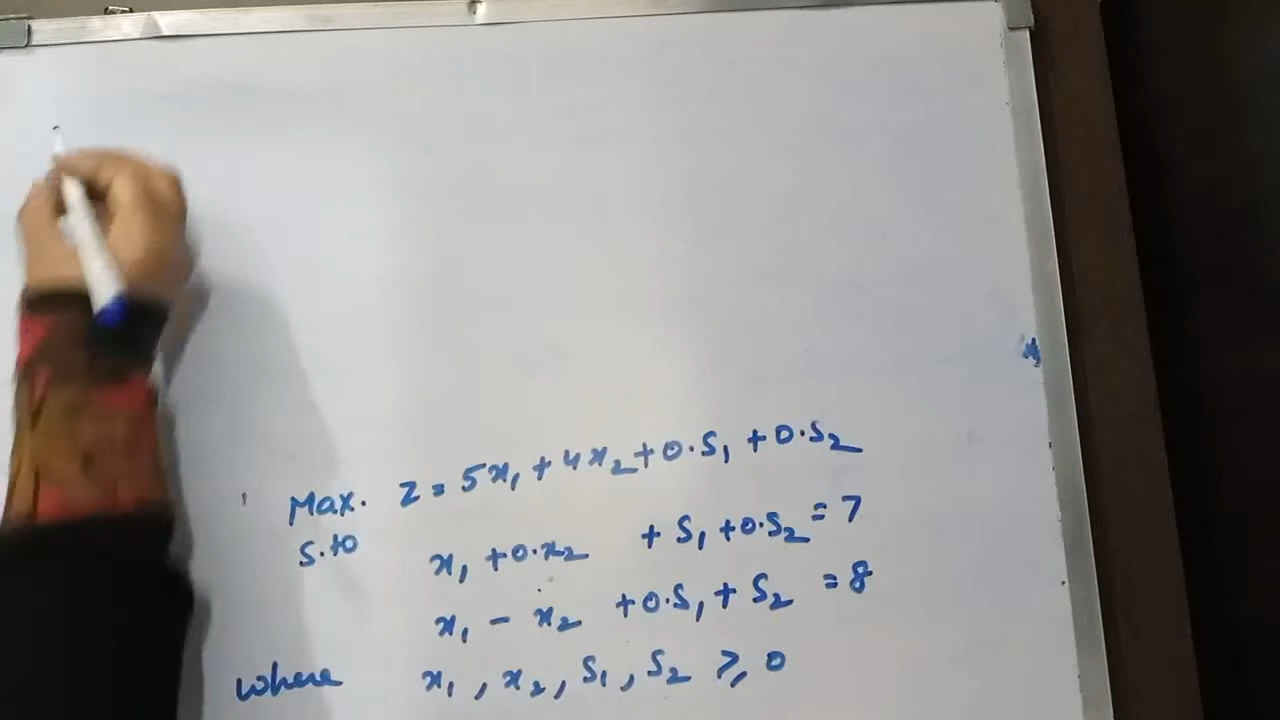 Max. Z = 5x₁ + 4x₂ + 0·S₁ + 0·S₂
S.to x₁ + 0·x₂ + S₁ + 0·S₂ = 7
x₁ - x₂ + 0·S₁ + S₂ = 8
where x₁, x₂, S₁, S₂ ≥ 0